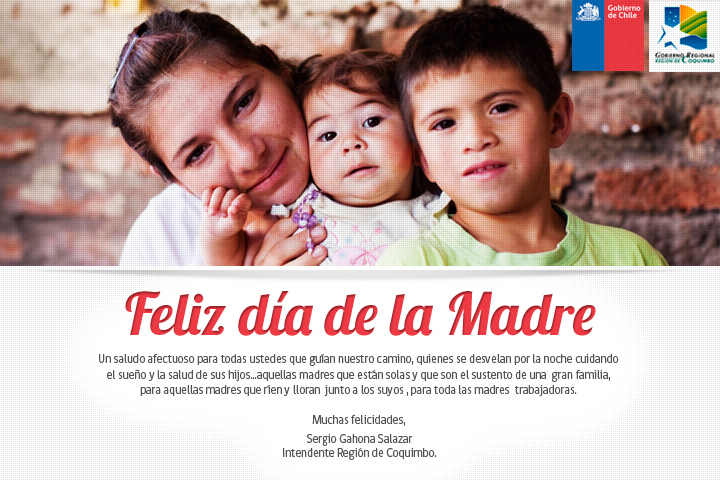 Gobierno
de Chile
GOBIERNO REGIONAL
REGIÓN DE COQUIMBO
Feliz día de la Madre
Un saludo afectuoso para todas ustedes que guían nuestro camino, quienes se desvelan por la noche cuidando
el sueño y la salud de sus hijos...aquellas madres que están solas y que son el sustento de una gran familia,
para aquellas madres que ríen y lloran junto a los suyos , para toda las madres trabajadoras.
Muchas felicidades,
Sergio Gahona Salazar
Intendente Región de Coquimbo.